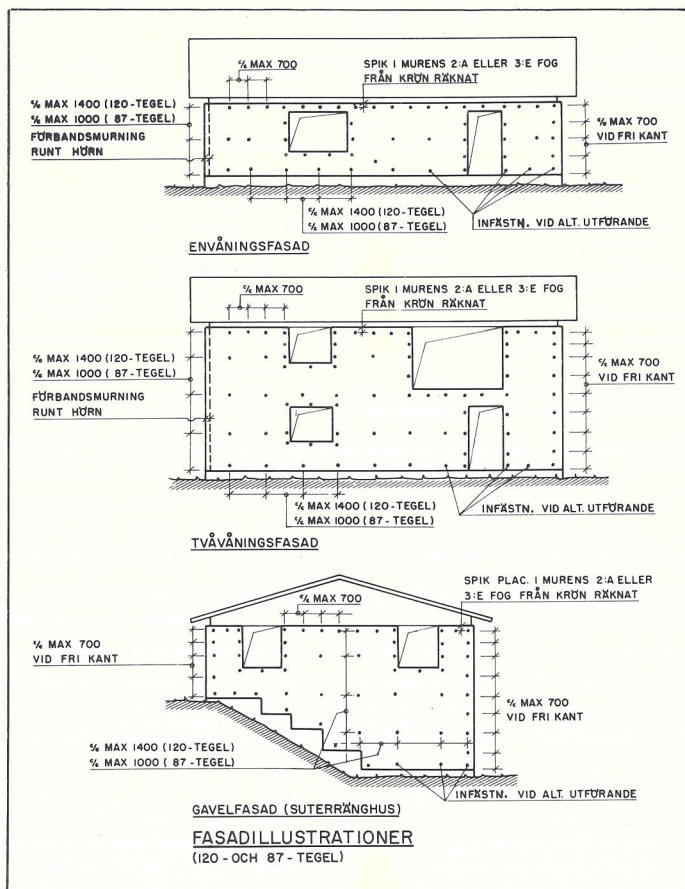 c/c MAX 700
SPIK I MURENS 2:A ELLER 3:E FOG
FRÅN KRÖN RÄKNAT
c/c MAX 1400 (120-TEGEL)
c/c MAX 1000 ( 87-TEGEL)
FÖRBANDSMURNING
RUNT HÖRN
c/c MAX 700
VID FRI KANT
c/c MAX 1400 (120-TEGEL)
c/c MAX 1000 (87-TEGEL)
INFÄSTN. VID ALT. UTFÖRANDE
ENVÅNINGSFASAD
c/c MAX 700
SPIK I MURENS 2:A ELLER 3:E FOG
FRÅN KRÖN RÄKNAT
c/c MAX 1400 (120-TEGEL)
c/c MAX 1000 ( 87-TEGEL)
FÖRBANDSMURNING
RUNT HÖRN
c/c MAX 700
VID FRI KANT
c/c MAX 1400 (120-TEGEL)
c/c MAX 1000 (87-TEGEL)
INFÄSTN. VID ALT. UTFÖRANDE
TVÅVÅNINGSFASAD
SPIK PLAC. I MURENS 2:A ELLER
3:E FOG FRÅN KRÖN RÄKNAT
c/c MAX 700
c/c MAX 700
VID FRI KANT
c/c MAX 700
VID FRI KANT
c/c MAX 1400 (120-TEGEL)
c/c MAX 1000 ( 87-TEGEL)
INFÄSTN. VID ALT. UTFÖRANDE
GAVELFASAD (SUTERRÄNGHUS)
FASADILLUSTRATIONER
(120 - OCH 87 - TEGEL)